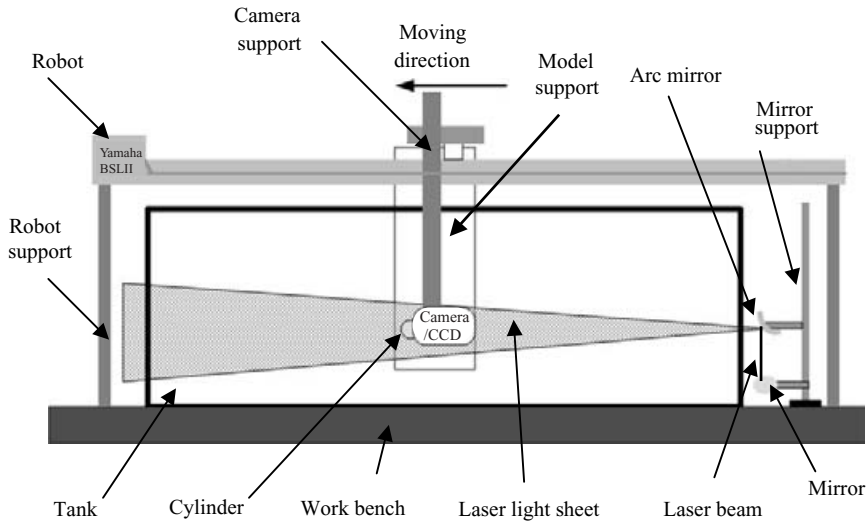 Camera
support
Moving
direction
Robot
Model
support
Arc mirror
Mirror
support
Yamaha
BSLII
Robot
support
Camera
/CCD
Tank
Cylinder
Work bench
Laser light sheet
Laser beam
Mirror